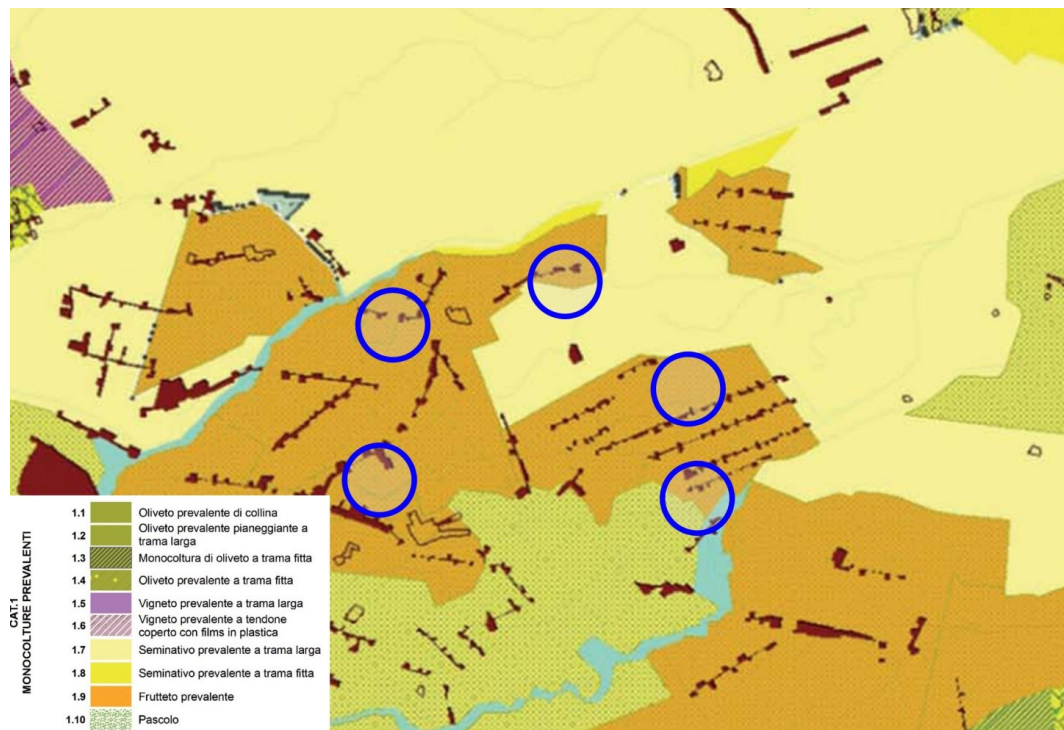 CAT.1
MONOCOLTURE PREVALENTI
1.1 Oliveto prevalente di collina
1.2 Oliveto prevalente pianeggiante a
trama larga
1.3 Monocoltura di oliveto a trama fitta
1.4 Oliveto prevalente a trama fitta
1.5 Vigneto prevalente a trama larga
1.6 Vigneto prevalente a tendone
coperto con films in plastica
1.7 Seminativo prevalente a trama larga
1.8 Seminativo prevalente a trama fitta
1.9 Frutteto prevalente
1.10 Pascolo